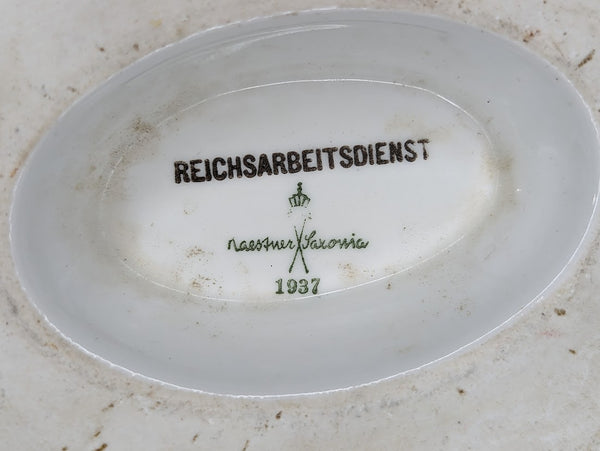 REICHSARBEITSDIENST
Kaestner Saxonia
1937